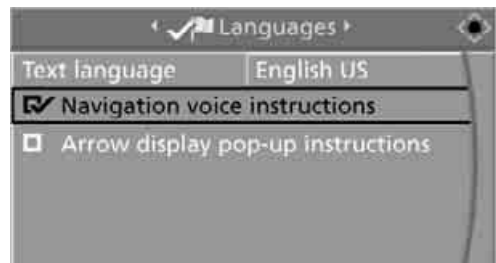 Languages
Text language English US
Navigation voice instructions
Arrow display pop-up instructions